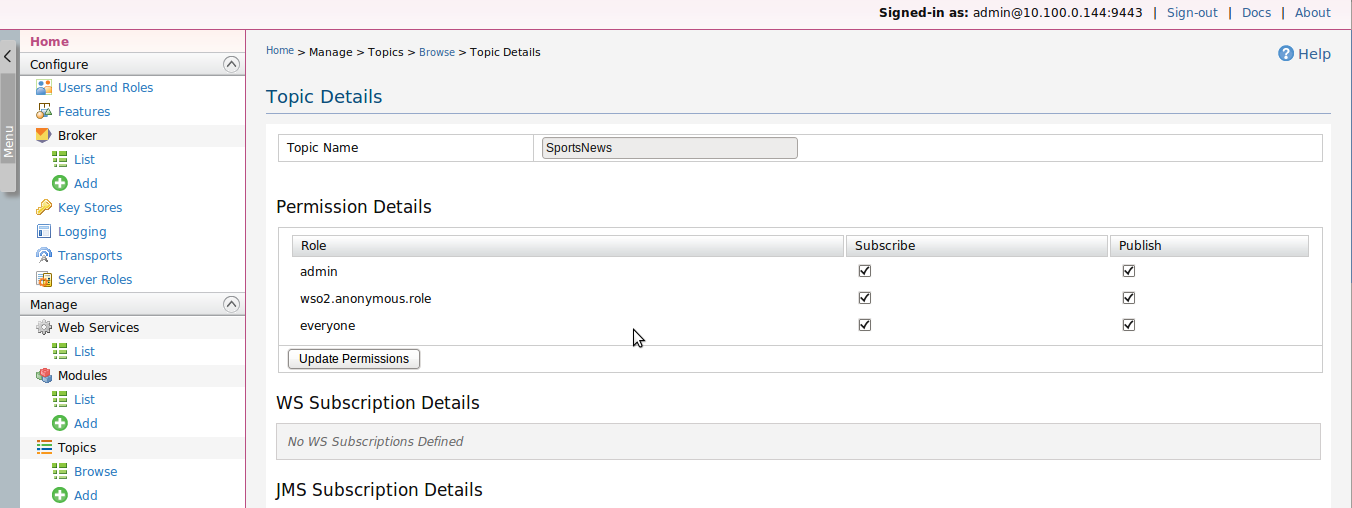 Signed-in as: admin@10.100.0.144:9443 | Sign-out | Docs | About
Menu
Home
Configure
Users and Roles
Features
Broker
List
Add
Key Stores
Logging
Transports
Server Roles
Manage
Web Services
List
Modules
List
Add
Topics
Browse
Add
Home > Manage > Topics > Browse > Topic Details
Help
Topic Details
Topic Name SportsNews
Permission Details
Role Subscribe Publish
admin
wso2.anonymous.role
everyone
Update Permissions
WS Subscription Details
No WS Subscriptions Defined
JMS Subscription Details